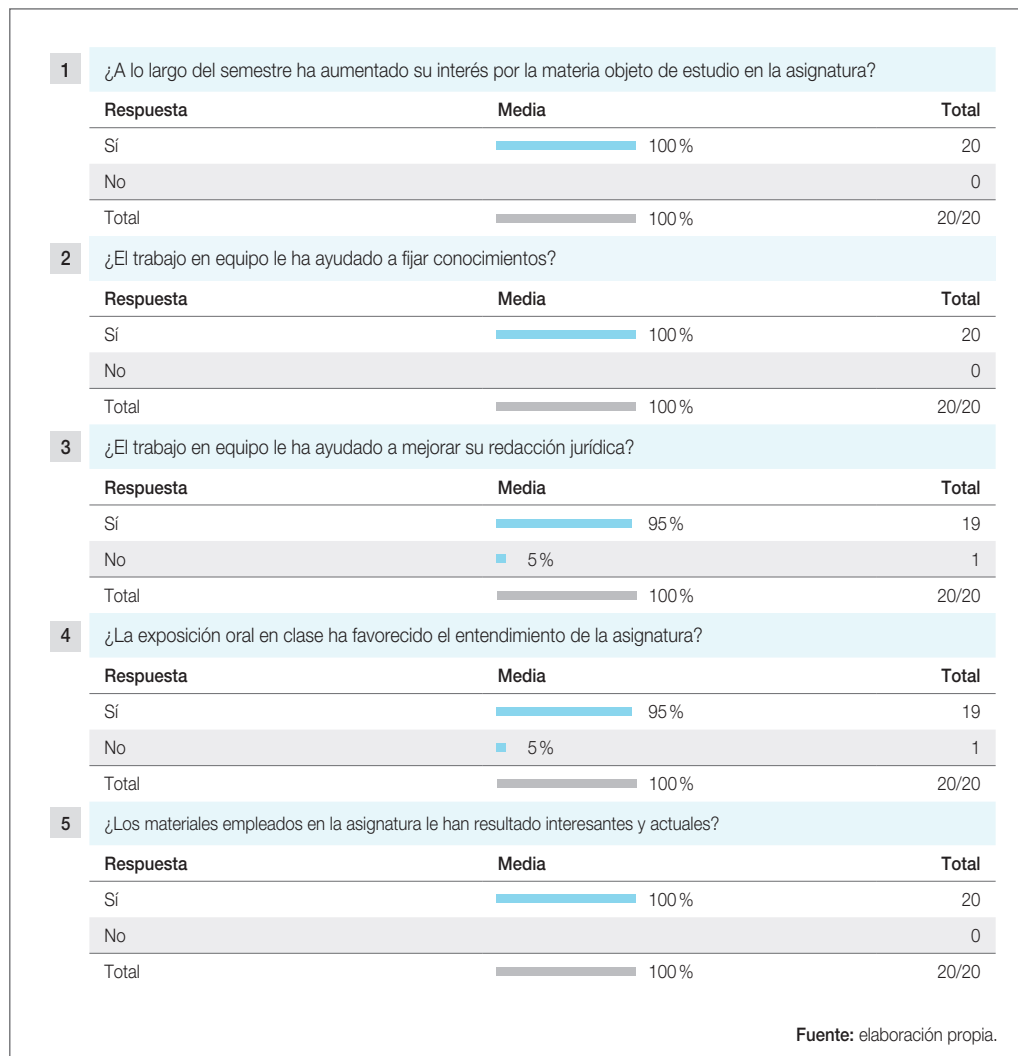 1 ¿A lo largo del semestre ha aumentado su interés por la materia objeto de estudio en la asignatura?
Respuesta Media Total
Sí 100% 20
No 0
Total 100% 20/20
2 ¿El trabajo en equipo le ha ayudado a fijar conocimientos?
Respuesta Media Total
Sí 100% 20
No 0
Total 100% 20/20
3 ¿El trabajo en equipo le ha ayudado a mejorar su redacción jurídica?
Respuesta Media Total
Sí 95% 19
No 5% 1
Total 100% 20/20
4 ¿La exposición oral en clase ha favorecido el entendimiento de la asignatura?
Respuesta Media Total
Sí 95% 19
No 5% 1
Total 100% 20/20
5 ¿Los materiales empleados en la asignatura le han resultado interesantes y actuales?
Respuesta Media Total
Sí 100% 20
No 0
Total 100% 20/20
Fuente: elaboración propia.